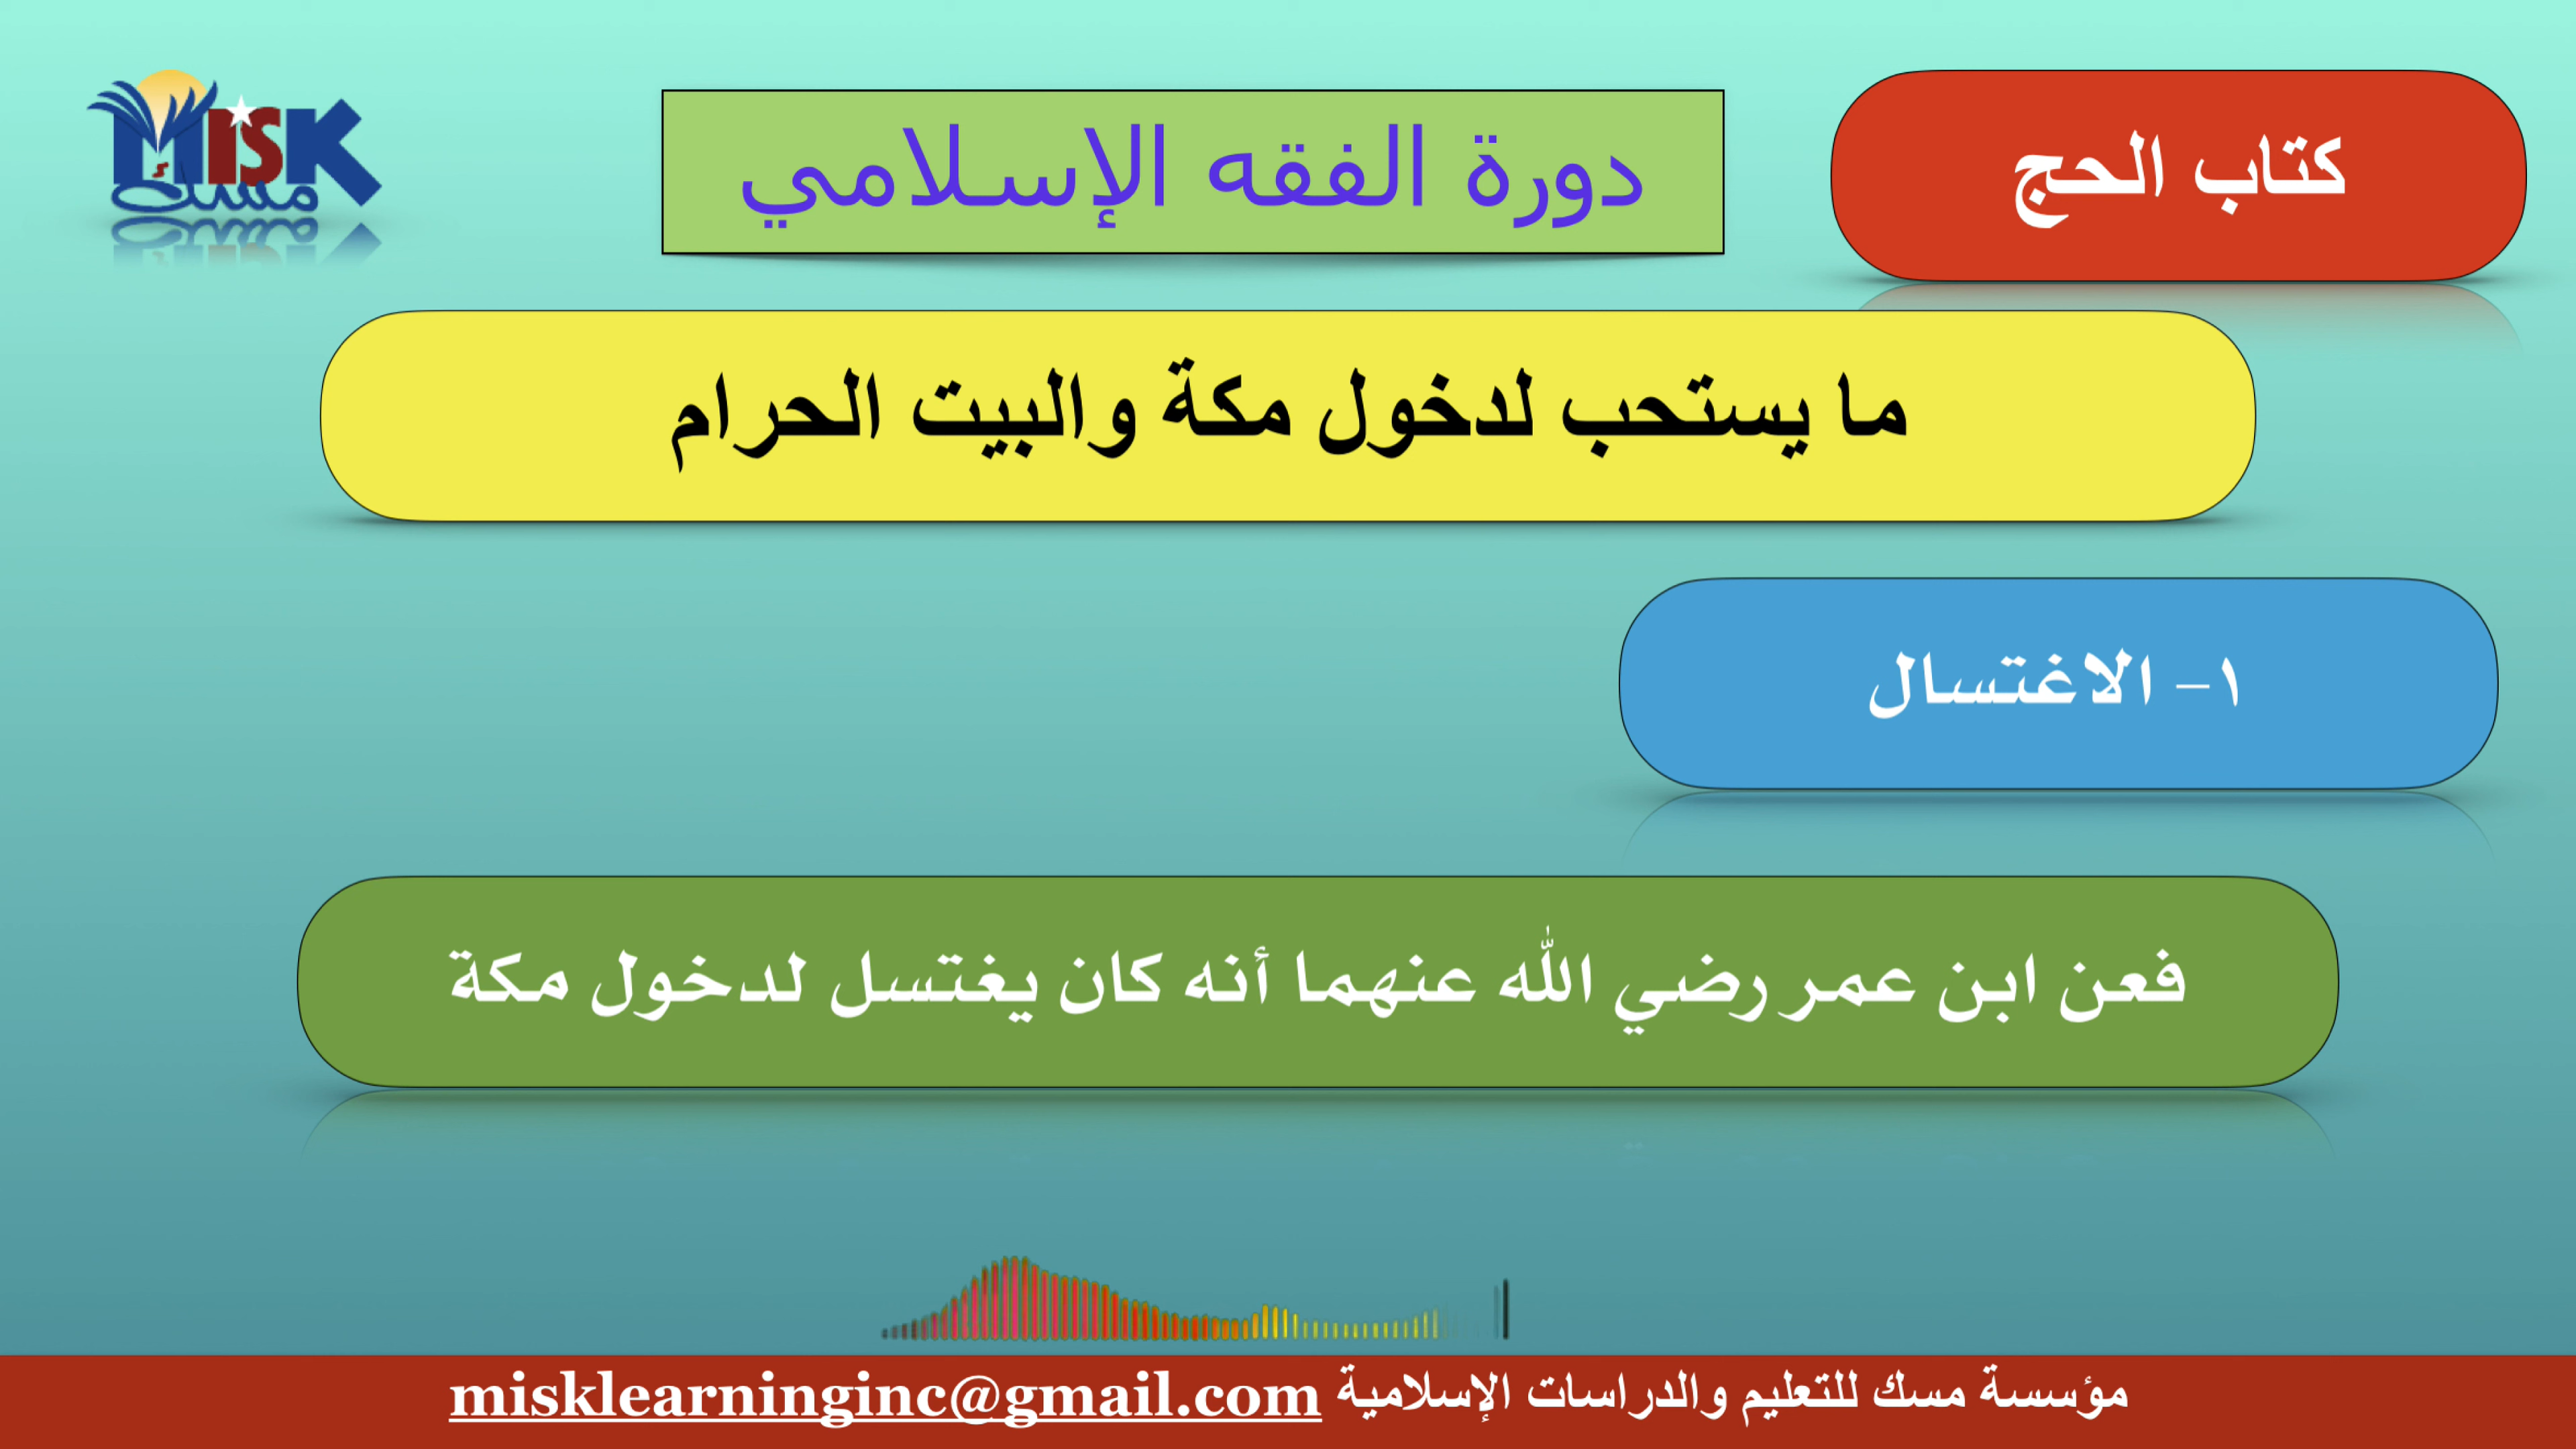 كتاب الحج
دورة الفقه الإسلامي
MISK
مسك
ما يستحب لدخول مكة والبيت الحرام
١- الاغتسال
فعن ابن عمر رضي الله عنهما أنه كان يغتسل لدخول مكة
مؤسسة مسك للتعليم والدراسات الإسلامية misklearninginc@gmail.com